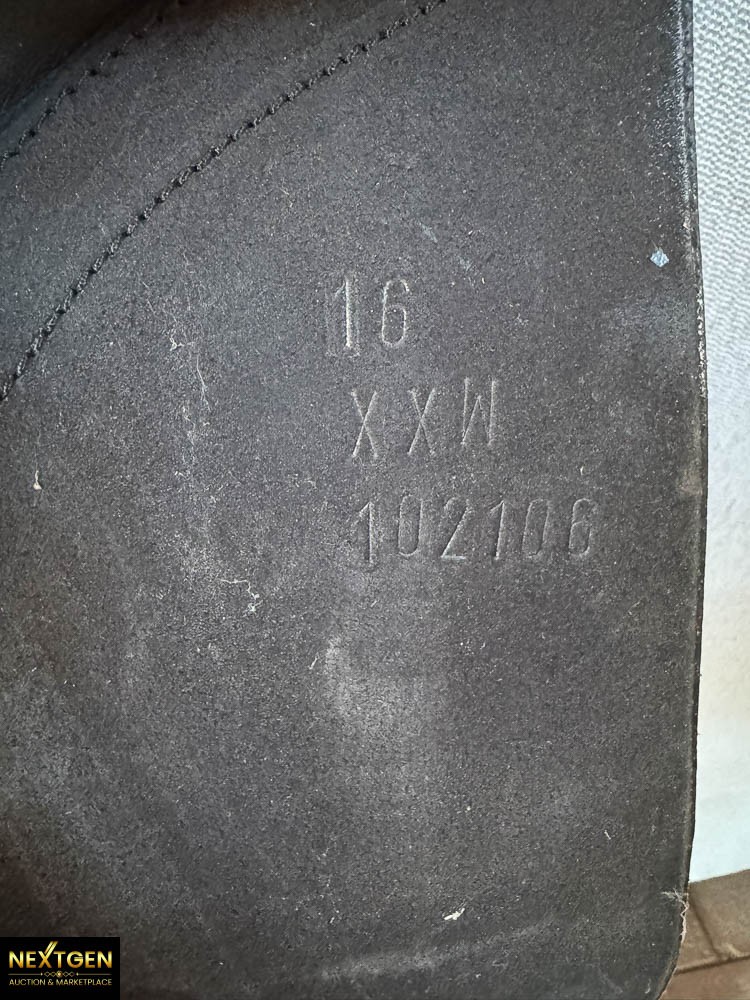 16
XXW
102106
NEXTGEN
AUCTION & MARKETPLACE